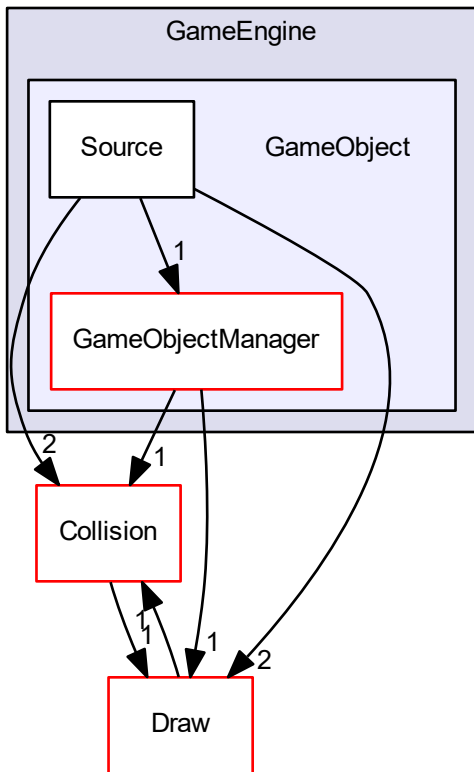 GameEngine
Source
GameObject
1
GameObjectManager
2
1
Collision
1
1
1
2
Draw